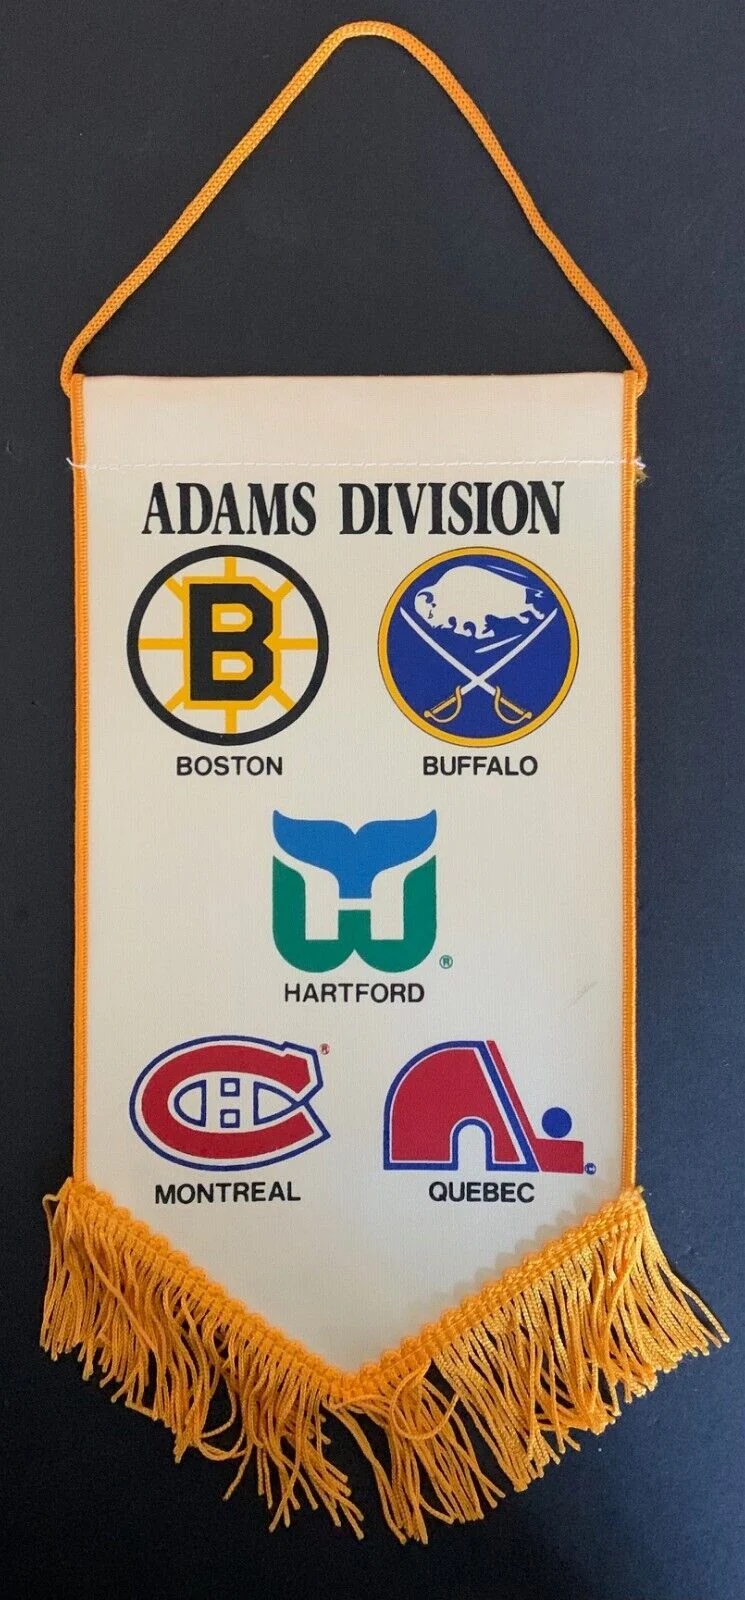 ADAMS DIVISION
B
BOSTON
BUFFALO
®
HARTFORD
®
MONTREAL
QUEBEC